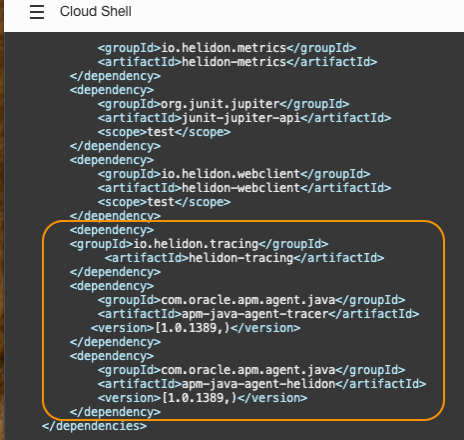 Cloud Shell
<groupId>io.helidon.metrics</groupId>
<artifactId>helidon-metrics</artifactId>
</dependency>
<dependency>
<groupId>org.junit.jupiter</groupId>
<artifactId>junit-jupiter-api</artifactId>
<scope>test</scope>
</dependency>
<dependency>
<groupId>io.helidon.webclient</groupId>
<artifactId>helidon-webclient</artifactId>
<scope>test</scope>
</dependency>
<dependency>
<groupId>io.helidon.tracing</groupId>
<artifactId>helidon-tracing</artifactId>
</dependency>
<dependency>
<groupId>com.oracle.apm.agent.java</groupId>
<artifactId>apm-java-agent-tracer</artifactId>
<version>[1.0.1389,)</version>
</dependency>
<dependency>
<groupId>com.oracle.apm.agent.java</groupId>
<artifactId>apm-java-agent-helidon</artifactId>
<version>[1.0.1389,)</version>
</dependency>
</dependencies>